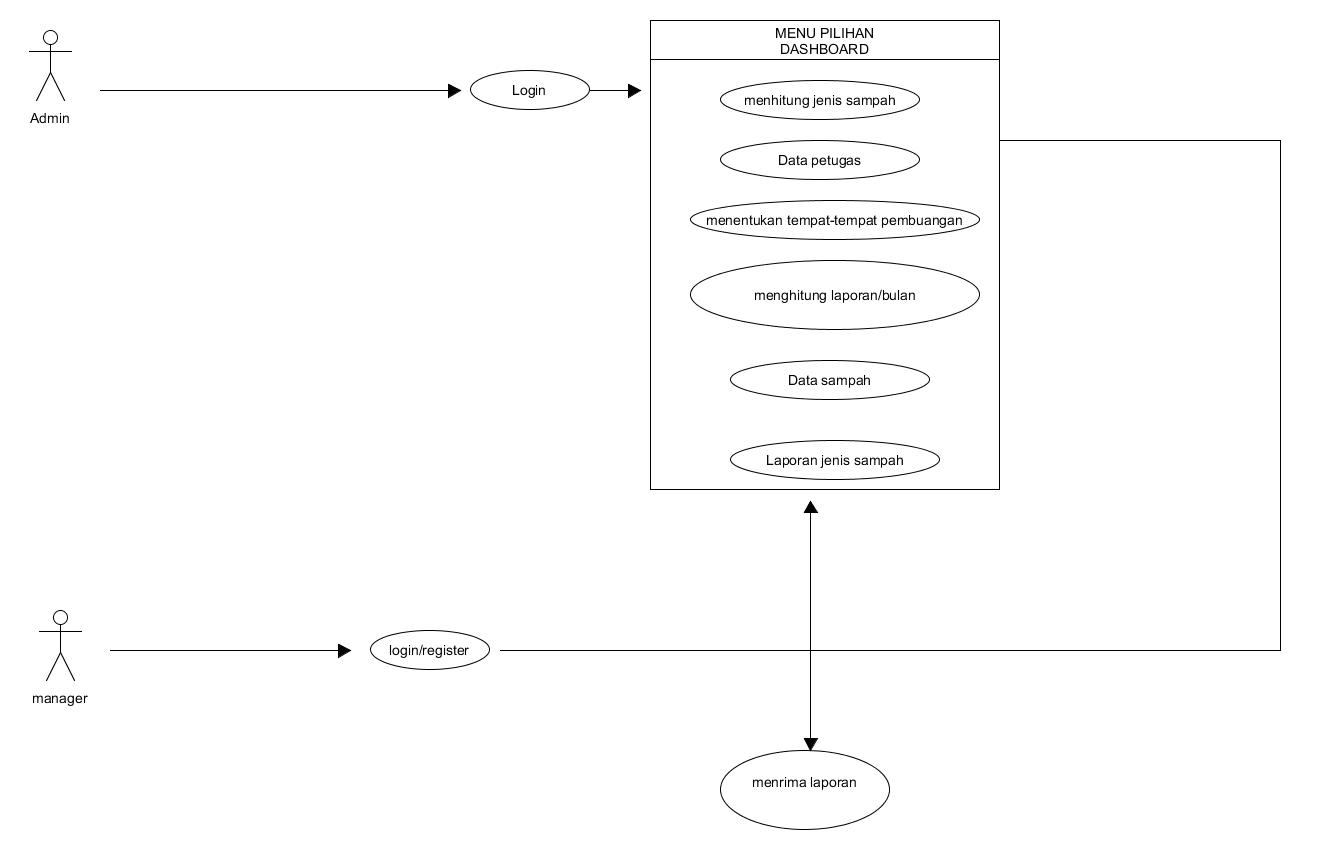 MENU PILIHAN
DASHBOARD
Admin
Login
menhitung jenis sampah
Data petugas
menentukan tempat-tempat pembuangan
menghitung laporan/bulan
Data sampah
Laporan jenis sampah
manager
login/register
menrima laporan